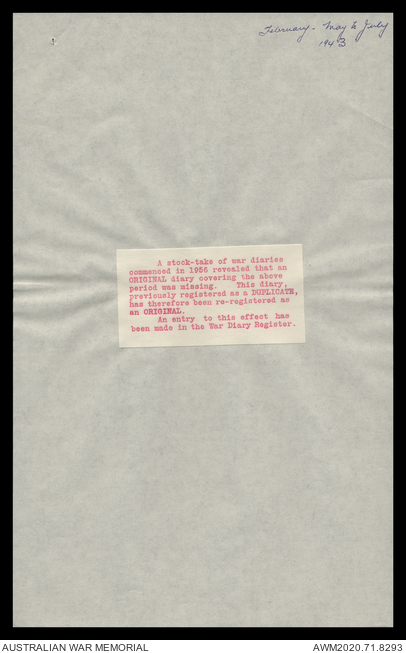 February - May to July
1943
A stock-take of war diaries
commenced in 1956 revealed that an
ORIGINAL diary covering the above
period was missing. This diary,
previously registered as a DUPLICATE,
has therefore been re-registered as
an ORIGINAL.
An entry to this effect has
been made in the War Diary Register.
AUSTRALIAN WAR MEMORIAL
AWM2020.71.8293